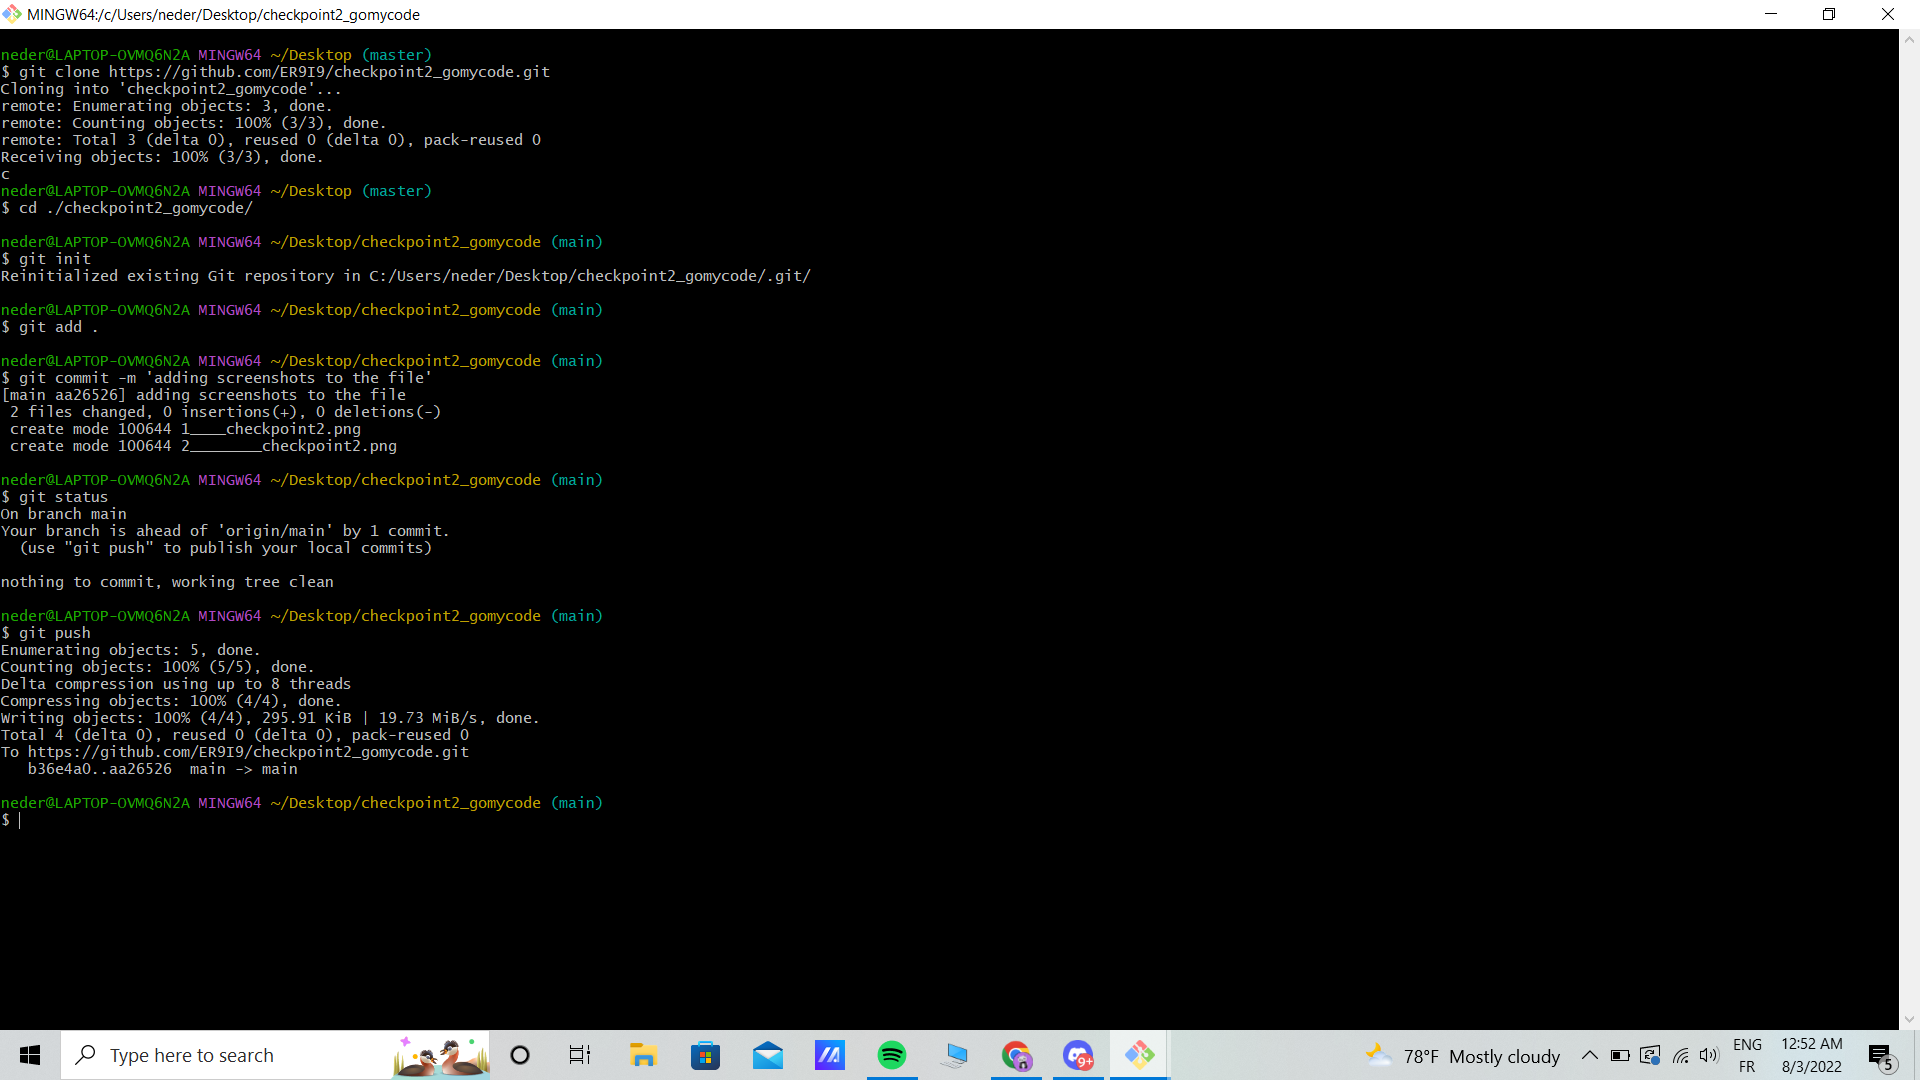 MINGW64:/c/Users/neder/Desktop/checkpoint2_gomycode
neder@LAPTOP-OVMQ6N2A MINGW64 ~/Desktop (master)
$ git clone https://github.com/ER9I9/checkpoint2_gomycode.git
Cloning into 'checkpoint2_gomycode'...
remote: Enumerating objects: 3, done.
remote: Counting objects: 100% (3/3), done.
remote: Total 3 (delta 0), reused 0 (delta 0), pack-reused 0
Receiving objects: 100% (3/3), done.
c
neder@LAPTOP-OVMQ6N2A MINGW64 ~/Desktop (master)
$ cd ./checkpoint2_gomycode/
neder@LAPTOP-OVMQ6N2A MINGW64 ~/Desktop/checkpoint2_gomycode (main)
$ git init
Reinitialized existing Git repository in C:/Users/neder/Desktop/checkpoint2_gomycode/.git/
neder@LAPTOP-OVMQ6N2A MINGW64 ~/Desktop/checkpoint2_gomycode (main)
$ git add .
neder@LAPTOP-OVMQ6N2A MINGW64 ~/Desktop/checkpoint2_gomycode (main)
$ git commit -m 'adding screenshots to the file'
[main aa26526] adding screenshots to the file
 2 files changed, 0 insertions(+), 0 deletions(-)
 create mode 100644 1____checkpoint2.png
 create mode 100644 2________checkpoint2.png
neder@LAPTOP-OVMQ6N2A MINGW64 ~/Desktop/checkpoint2_gomycode (main)
$ git status
On branch main
Your branch is ahead of 'origin/main' by 1 commit.
  (use "git push" to publish your local commits)
nothing to commit, working tree clean
neder@LAPTOP-OVMQ6N2A MINGW64 ~/Desktop/checkpoint2_gomycode (main)
$ git push
Enumerating objects: 5, done.
Counting objects: 100% (5/5), done.
Delta compression using up to 8 threads
Compressing objects: 100% (4/4), done.
Writing objects: 100% (4/4), 295.91 KiB | 19.73 MiB/s, done.
Total 4 (delta 0), reused 0 (delta 0), pack-reused 0
To https://github.com/ER9I9/checkpoint2_gomycode.git
   b36e4a0..aa26526  main -> main
neder@LAPTOP-OVMQ6N2A MINGW64 ~/Desktop/checkpoint2_gomycode (main)
$
Type here to search
9+
78°F Mostly cloudy
ENG
FR
12:52 AM
8/3/2022
5